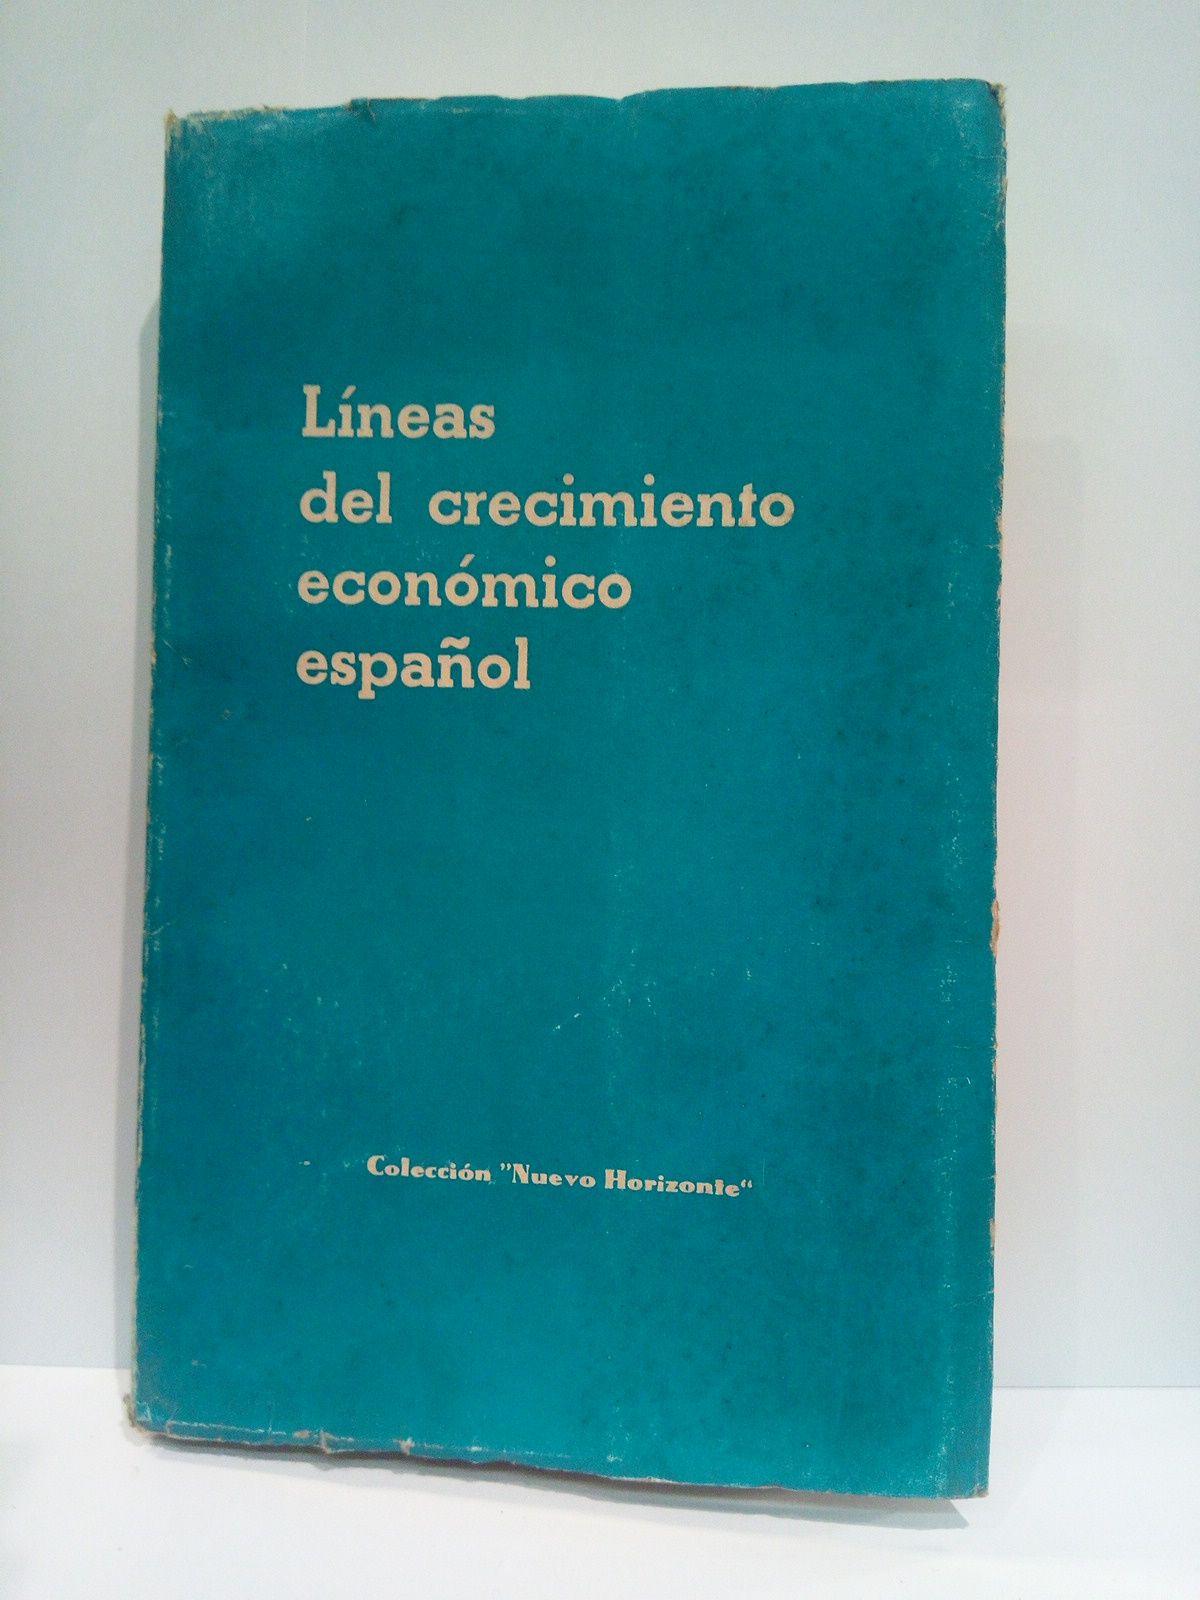 Líneas
del crecimiento
económico
español
Colección ”Nuevo Horizonte“